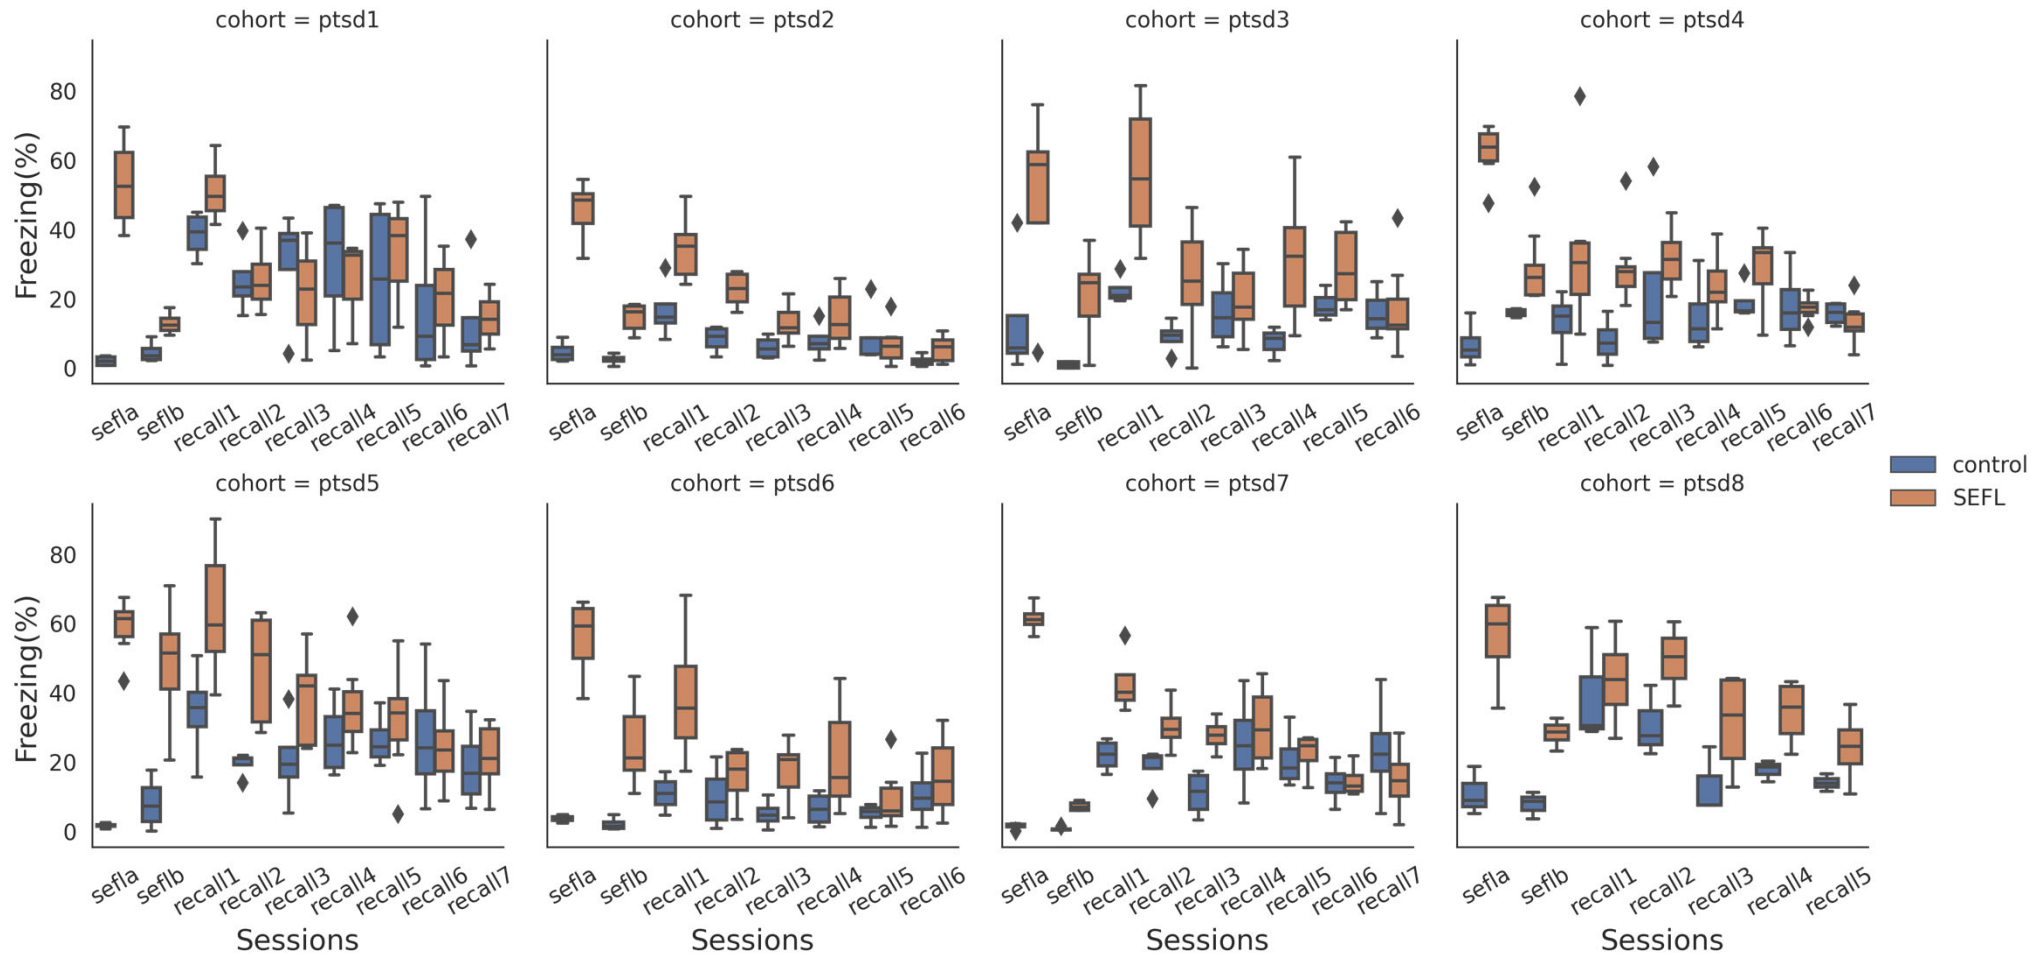 cohort = ptsd1
cohort = ptsd2
cohort = ptsd3
cohort = ptsd4
Freezing(%)
80
60
40
20
0
sefla seflb recall1 recall2 recall3 recall4 recall5 recall6 recall7
sefla seflb recall1 recall2 recall3 recall4 recall5 recall6
sefla seflb recall1 recall2 recall3 recall4 recall5 recall6
sefla seflb recall1 recall2 recall3 recall4 recall5 recall6 recall7
control
SEFL
cohort = ptsd5
cohort = ptsd6
cohort = ptsd7
cohort = ptsd8
Freezing(%)
80
60
40
20
0
sefla seflb recall1 recall2 recall3 recall4 recall5 recall6 recall7
sefla seflb recall1 recall2 recall3 recall4 recall5 recall6
sefla seflb recall1 recall2 recall3 recall4 recall5 recall6 recall7
sefla seflb recall1 recall2 recall3 recall4 recall5
Sessions
Sessions
Sessions
Sessions